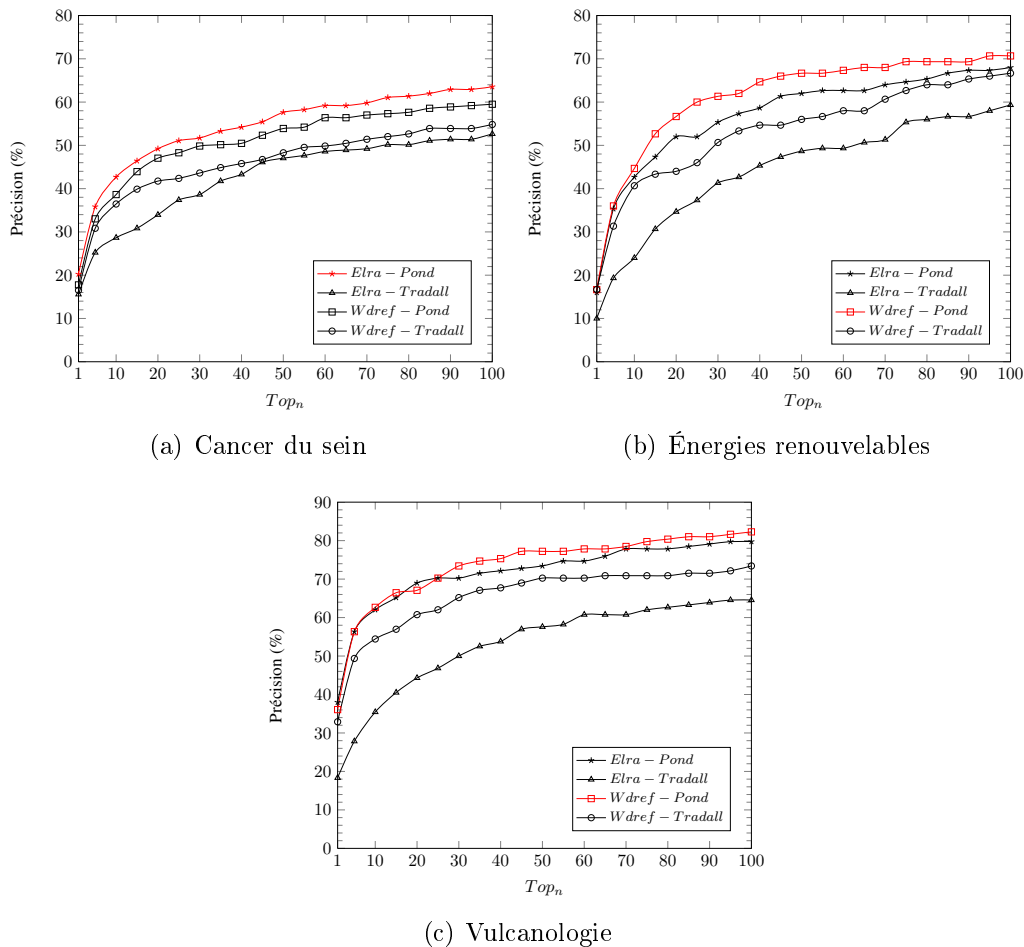 80
70
60
50
40
30
20
10
0
1 10 20 30 40 50 60 70 80 90 100
Précision (%)
Top_n
Elra − Pond
Elra − Tradall
Wdref − Pond
Wdref − Tradall
(a) Cancer du sein
80
70
60
50
40
30
20
10
0
1 10 20 30 40 50 60 70 80 90 100
Précision (%)
Top_n
Elra − Pond
Elra − Tradall
Wdref − Pond
Wdref − Tradall
(b) Énergies renouvelables
90
80
70
60
50
40
30
20
10
0
1 10 20 30 40 50 60 70 80 90 100
Précision (%)
Top_n
Elra − Pond
Elra − Tradall
Wdref − Pond
Wdref − Tradall
(c) Vulcanologie